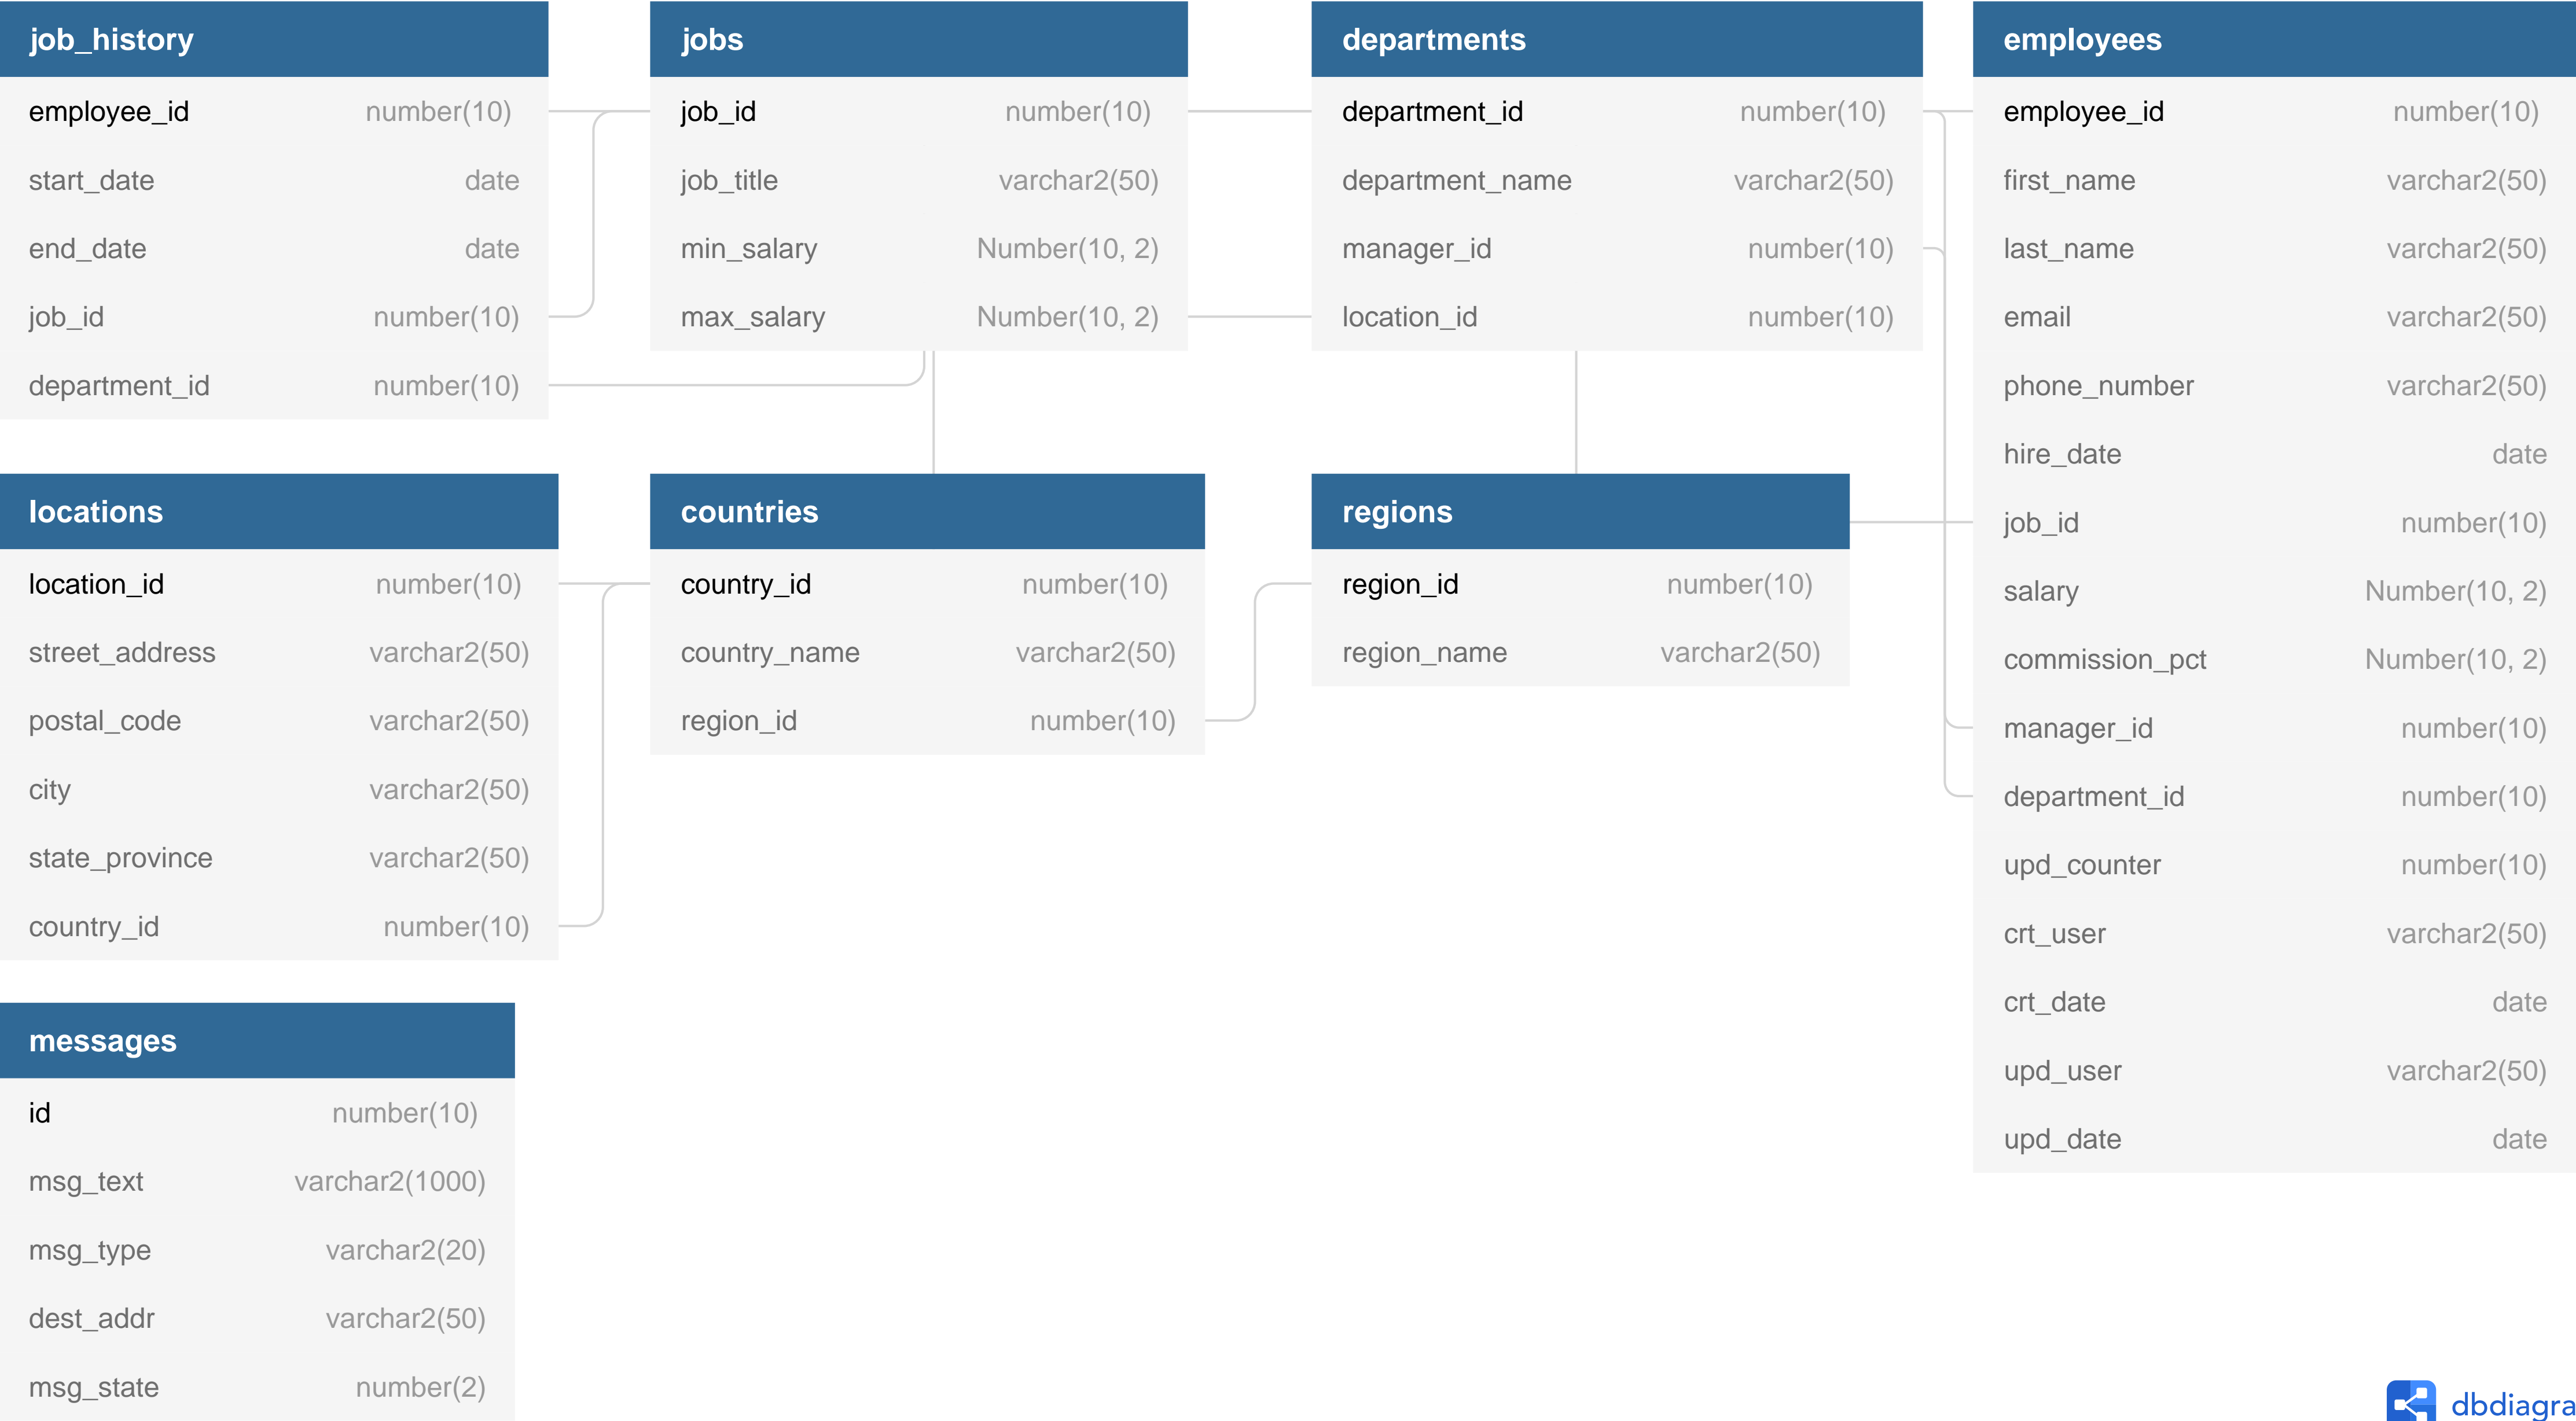 job_history
employee_id number(10)
start_date date
end_date date
job_id number(10)
department_id number(10)
jobs
job_id number(10)
job_title varchar2(50)
min_salary Number(10, 2)
max_salary Number(10, 2)
departments
department_id number(10)
department_name varchar2(50)
manager_id number(10)
location_id number(10)
employees
employee_id number(10)
first_name varchar2(50)
last_name varchar2(50)
email varchar2(50)
phone_number varchar2(50)
hire_date date
job_id number(10)
salary Number(10, 2)
commission_pct Number(10, 2)
manager_id number(10)
department_id number(10)
upd_counter number(10)
crt_user varchar2(50)
crt_date date
upd_user varchar2(50)
upd_date date
locations
location_id number(10)
street_address varchar2(50)
postal_code varchar2(50)
city varchar2(50)
state_province varchar2(50)
country_id number(10)
countries
country_id number(10)
country_name varchar2(50)
region_id number(10)
regions
region_id number(10)
region_name varchar2(50)
messages
id number(10)
msg_text varchar2(1000)
msg_type varchar2(20)
dest_addr varchar2(50)
msg_state number(2)
dbdiagra